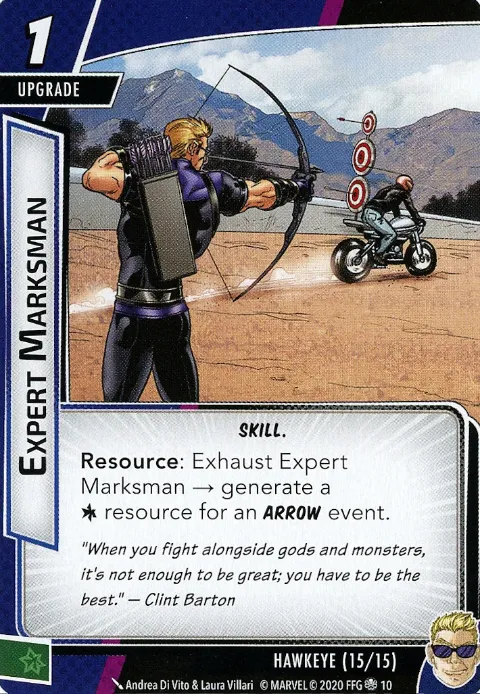 1
UPGRADE
EXPERT MARKSMAN
SKILL.
Resource: Exhaust Expert
Marksman → generate a
resource for an ARROW event.
"When you fight alongside gods and monsters,
it's not enough to be great; you have to be the
best." — Clint Barton
HAWKEYE (15/15)
Andrea Di Vito & Laura Villari © MARVEL © 2020 FFG 10